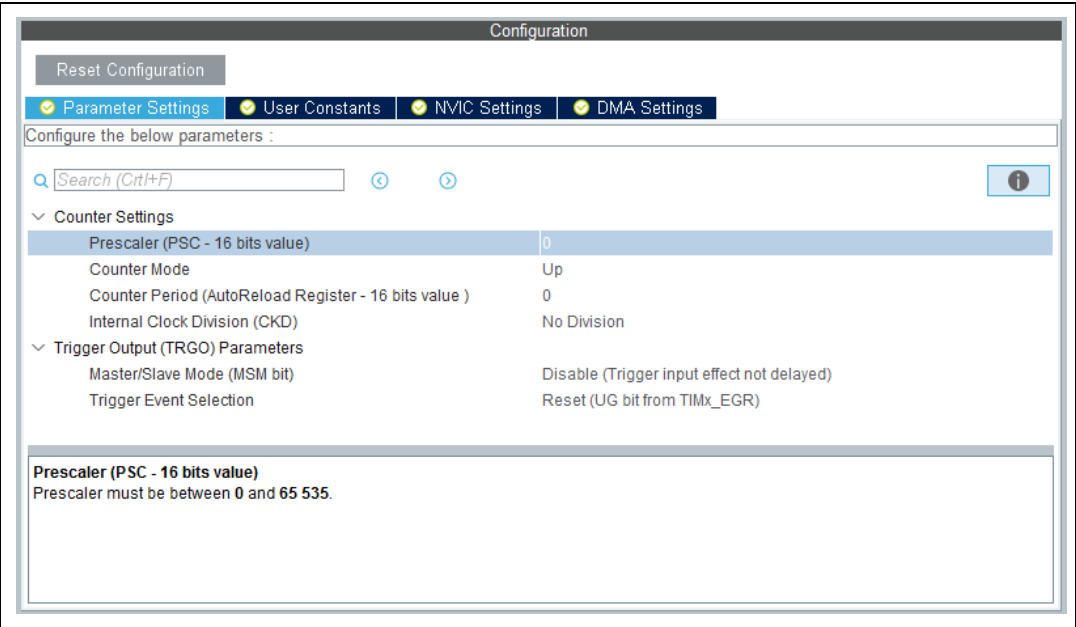 Configuration
Reset Configuration
Parameter Settings User Constants NVIC Settings DMA Settings
Configure the below parameters :
Search (Crtl+F)
Counter Settings
Prescaler (PSC - 16 bits value) 0
Counter Mode Up
Counter Period (AutoReload Register - 16 bits value ) 0
Internal Clock Division (CKD) No Division
Trigger Output (TRGO) Parameters
Master/Slave Mode (MSM bit) Disable (Trigger input effect not delayed)
Trigger Event Selection Reset (UG bit from TIMx_EGR)
Prescaler (PSC - 16 bits value)
Prescaler must be between 0 and 65 535.